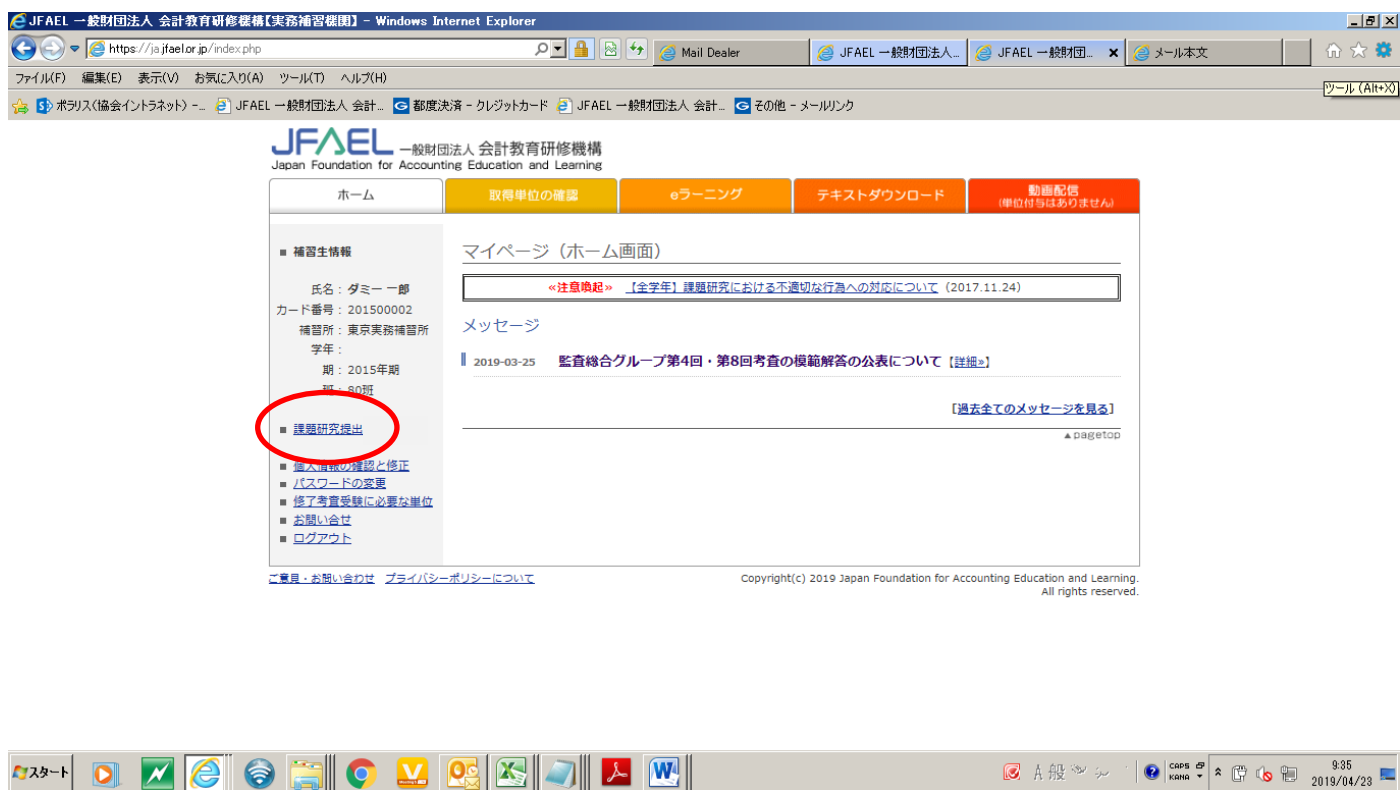 JFAEL 一般財団法人 会計教育研修機構【実務補習機関】 - Windows Internet Explorer
https://ja.jfael.or.jp/index.php
Mail Dealer
JFAEL 一般財団法人...
JFAEL 一般財団...
メール本文
ファイル(F) 編集(E) 表示(V) お気に入り(A) ツール(T) ヘルプ(H)
ツール (Alt+X)
ポラリス(協会イントラネット) -... JFAEL 一般財団法人 会計... 都度決済 - クレジットカード JFAEL 一般財団法人 会計... その他 - メールリンク
JFAEL 一般財団法人 会計教育研修機構
Japan Foundation for Accounting Education and Learning
ホーム
取得単位の確認
eラーニング
テキストダウンロード
動画配信
(単位付与はありません)
補習生情報
氏名 : ダミー 一郎
カード番号 : 201500002
補習所 : 東京実務補習所
学年 :
期 : 2015年期
班 : 80班
課題研究提出
個人情報の確認と修正
パスワードの変更
修了考査受験に必要な単位
お問い合せ
ログアウト
マイページ（ホーム画面）
«注意喚起» 【全学年】課題研究における不適切な行為への対応について (2017.11.24)
メッセージ
2019-03-25 監査総合グループ第4回・第8回考査の模範解答の公表について【詳細»】
[過去全てのメッセージを見る]
▲pagetop
ご意見・お問い合わせ プライバシーポリシーについて
Copyright(c) 2019 Japan Foundation for Accounting Education and Learning.
All rights reserved.
スタート
A 般
CAPS
KANA
9:35
2019/04/23